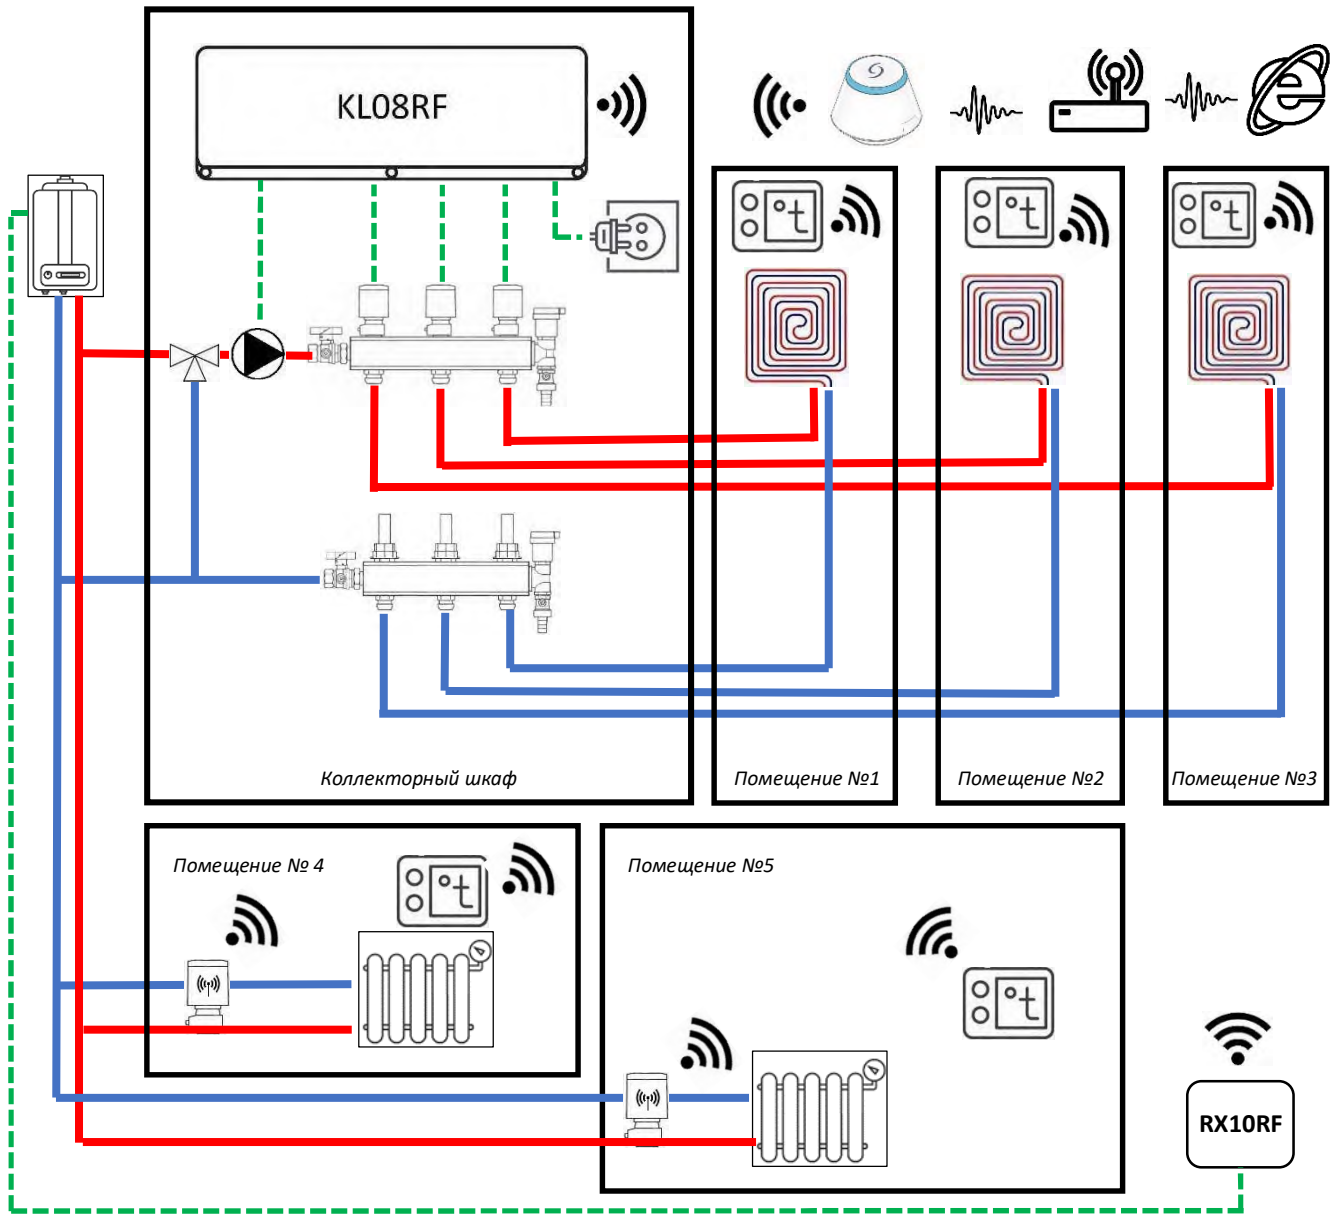 KL08RF
°t
°t
°t
Коллекторный шкаф
Помещение №1
Помещение №2
Помещение №3
Помещение № 4
°t
Помещение №5
°t
RX10RF